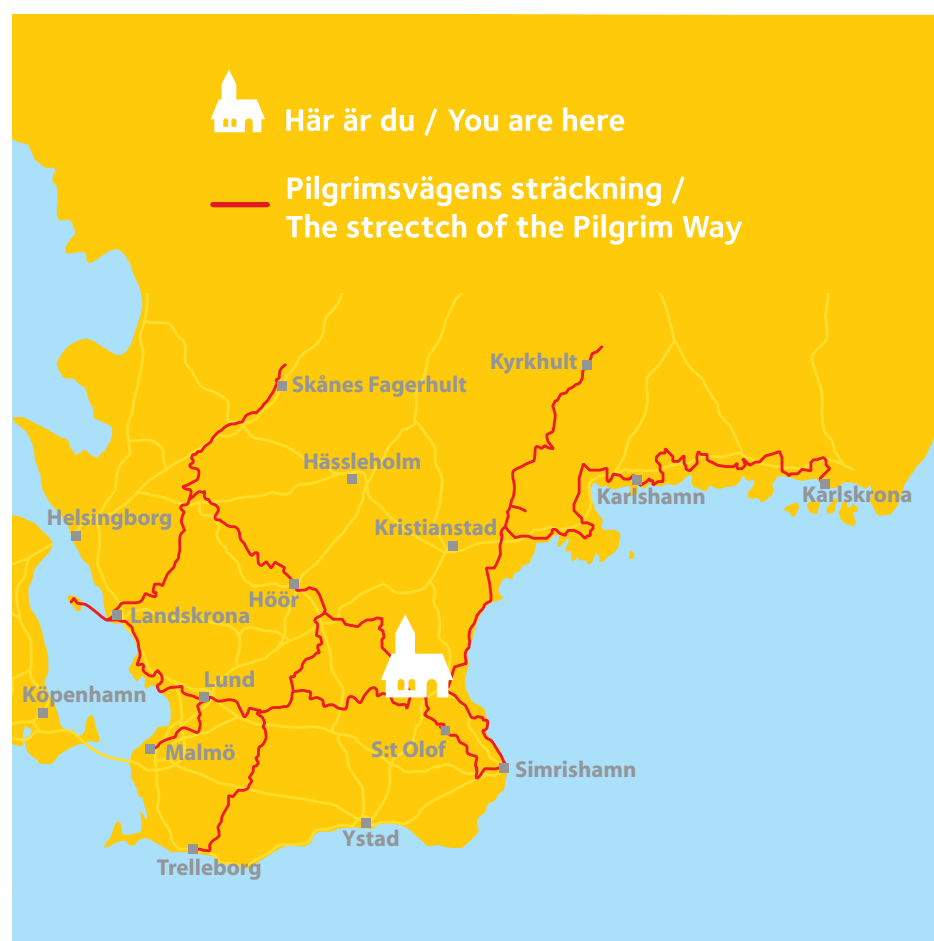 Här är du / You are here
Pilgrimsvägens sträckning /
The strectch of the Pilgrim Way
Kyrkhult
Skånes Fagerhult
Hässleholm
Karlshamn
Karlskrona
Helsingborg
Kristianstad
Höör
Landskrona
Lund
Köpenhamn
Malmö
S:t Olof
Simrishamn
Ystad
Trelleborg